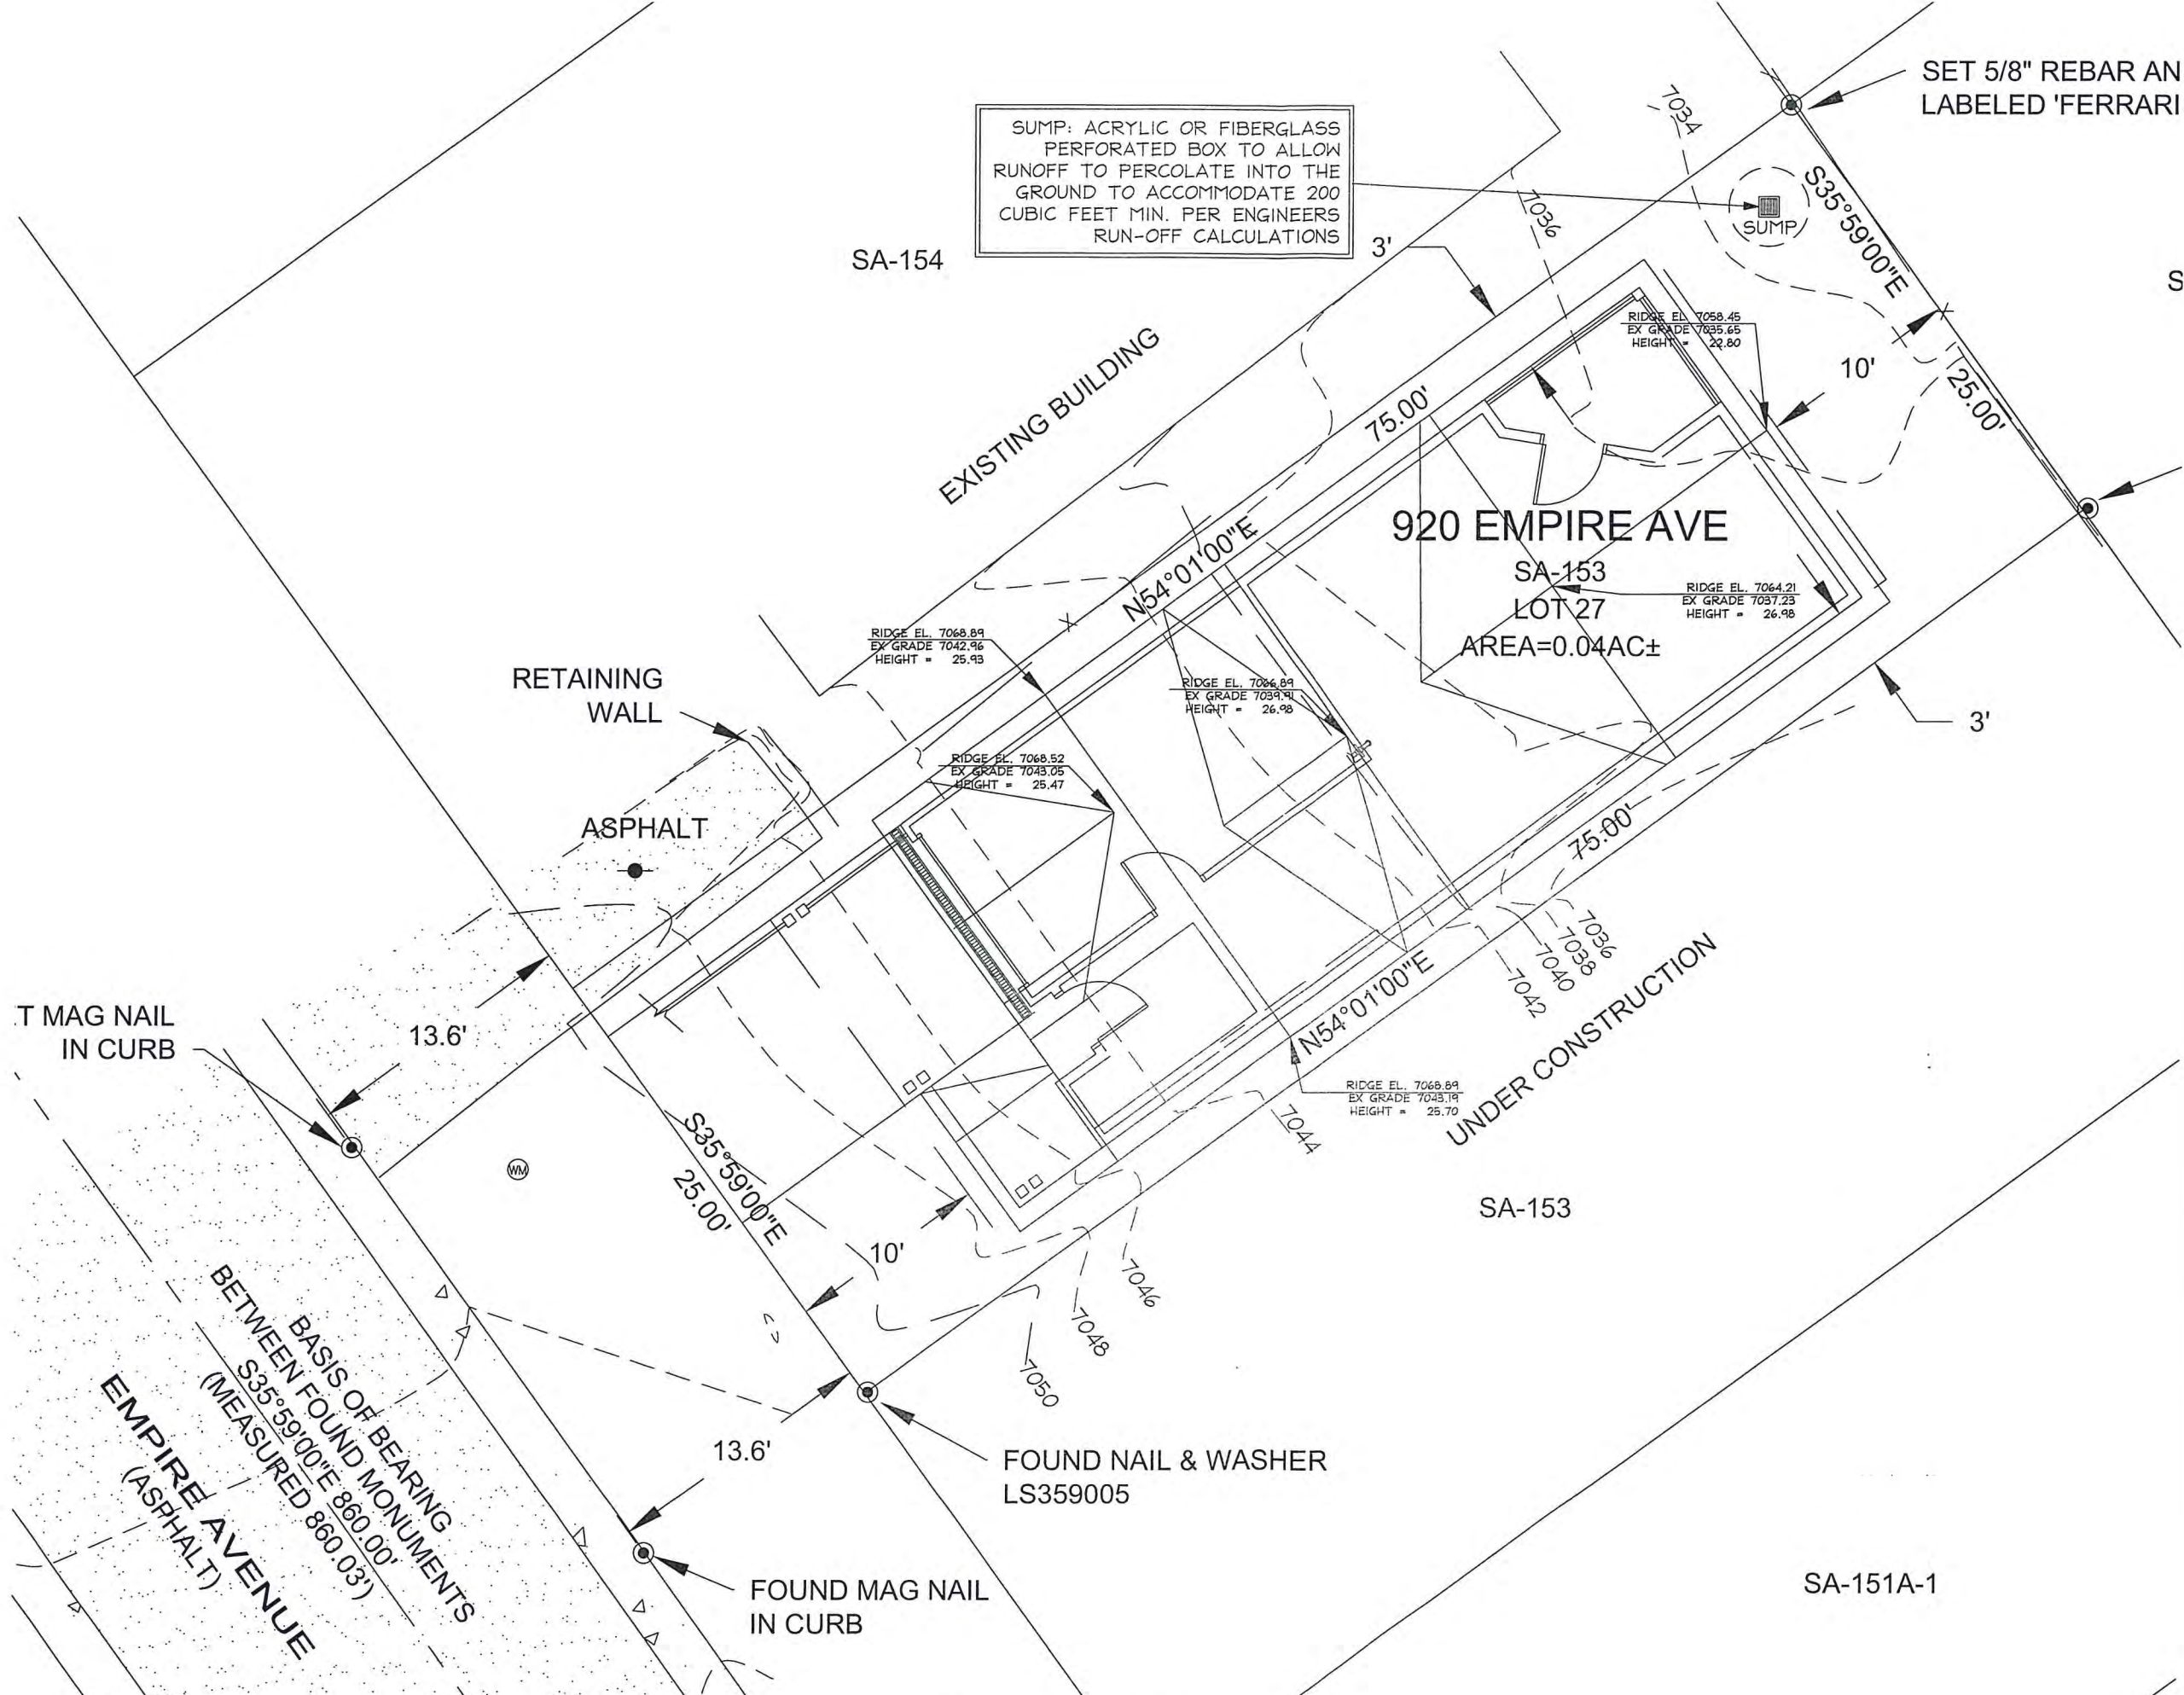 SET 5/8" REBAR AN
LABELED 'FERRARI
SUMP: ACRYLIC OR FIBERGLASS
PERFORATED BOX TO ALLOW
RUNOFF TO PERCOLATE INTO THE
GROUND TO ACCOMMODATE 200
CUBIC FEET MIN. PER ENGINEERS
RUN-OFF CALCULATIONS
7034
SUMP
S35°59'00"E
25.00'
7036
3'
SA-154
S
EXISTING BUILDING
RIDGE EL. 7058.45
EX GRADE 7035.65
HEIGHT = 22.80
10'
75.00'
N54°01'00"E
920 EMPIRE AVE
SA-153
LOT 27
AREA=0.04AC±
RIDGE EL. 7064.21
EX GRADE 7037.23
HEIGHT = 26.98
RIDGE EL. 7068.89
EX GRADE 7042.96
HEIGHT = 25.93
RIDGE EL. 7066.89
EX GRADE 7039.91
HEIGHT = 26.98
RIDGE EL. 7068.52
EX GRADE 7043.05
HEIGHT = 25.47
RETAINING
WALL
3'
ASPHALT
75.00'
N54°01'00"E
7036
7038
7040
7042
7044
7046
7048
7050
UNDER CONSTRUCTION
RIDGE EL. 7068.89
EX GRADE 7043.19
HEIGHT = 25.70
T MAG NAIL
IN CURB
13.6'
WM
S35°59'00"E
25.00'
10'
SA-153
BASIS OF BEARING
BETWEEN FOUND MONUMENTS
S35°59'00"E 860.00'
(MEASURED 860.03')
EMPIRE AVENUE
(ASPHALT)
13.6'
FOUND NAIL & WASHER
LS359005
FOUND MAG NAIL
IN CURB
SA-151A-1